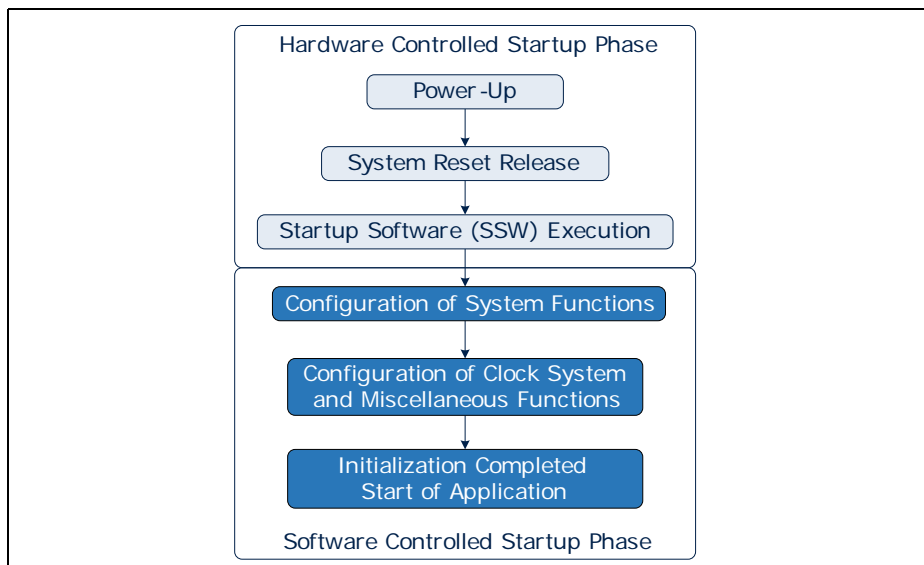 Hardware Controlled Startup Phase
Power-Up
System Reset Release
Startup Software (SSW) Execution
Configuration of System Functions
Configuration of Clock System
and Miscellaneous Functions
Initialization Completed
Start of Application
Software Controlled Startup Phase